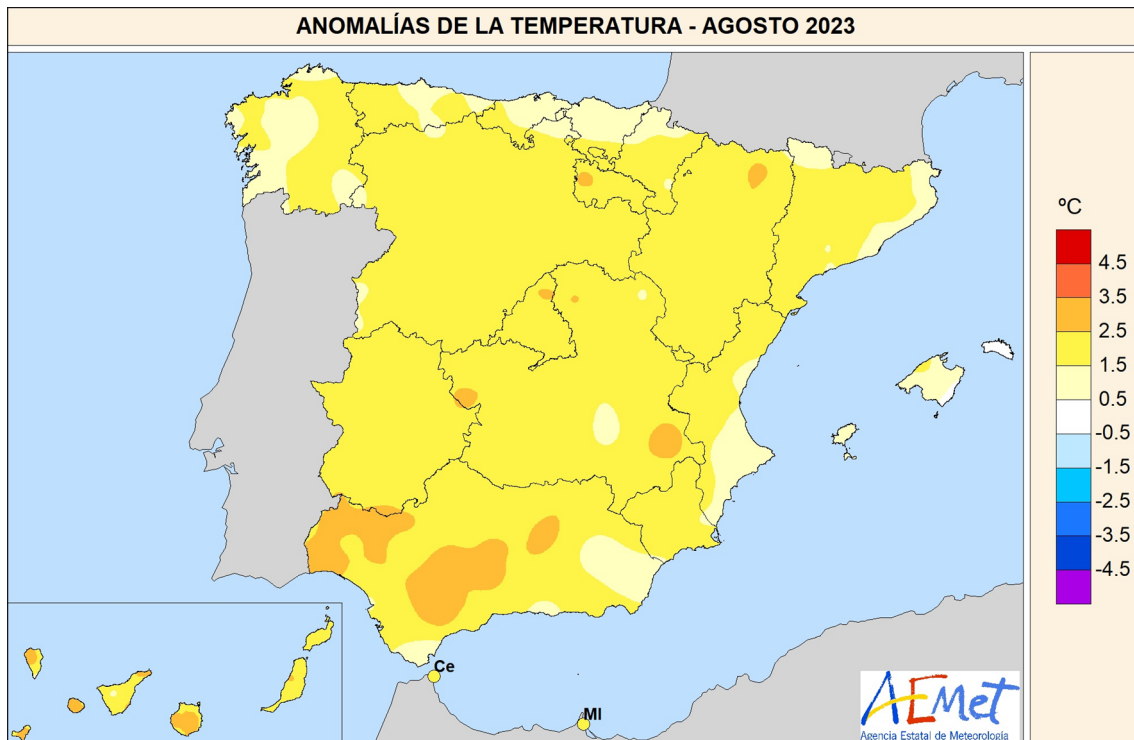 ANOMALÍAS DE LA TEMPERATURA - AGOSTO 2023
ºC
4.5
3.5
2.5
1.5
0.5
-0.5
-1.5
-2.5
-3.5
-4.5
Ce
Ml
AEMet
Agencia Estatal de Meteorología